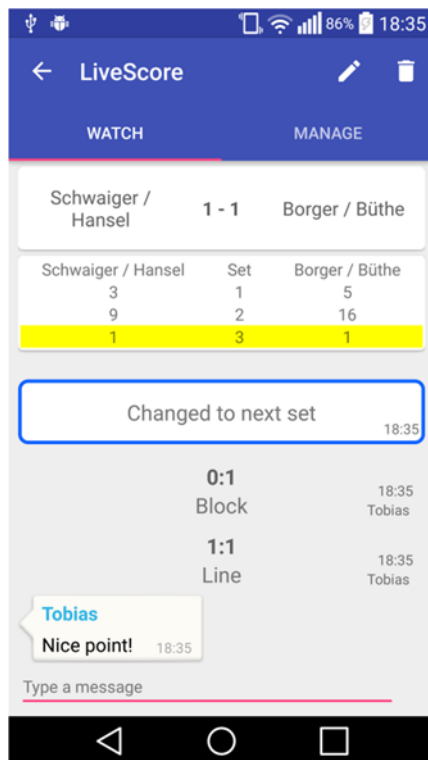 86% 18:35
LiveScore
WATCH MANAGE
Schwaiger /
Hansel 1 - 1 Borger / Büthe
Schwaiger / Hansel Set Borger / Büthe
3 1 5
9 2 16
1 3 1
Changed to next set
18:35
0:1 18:35
Block Tobias
1:1 18:35
Line Tobias
Tobias
Nice point! 18:35
Type a message